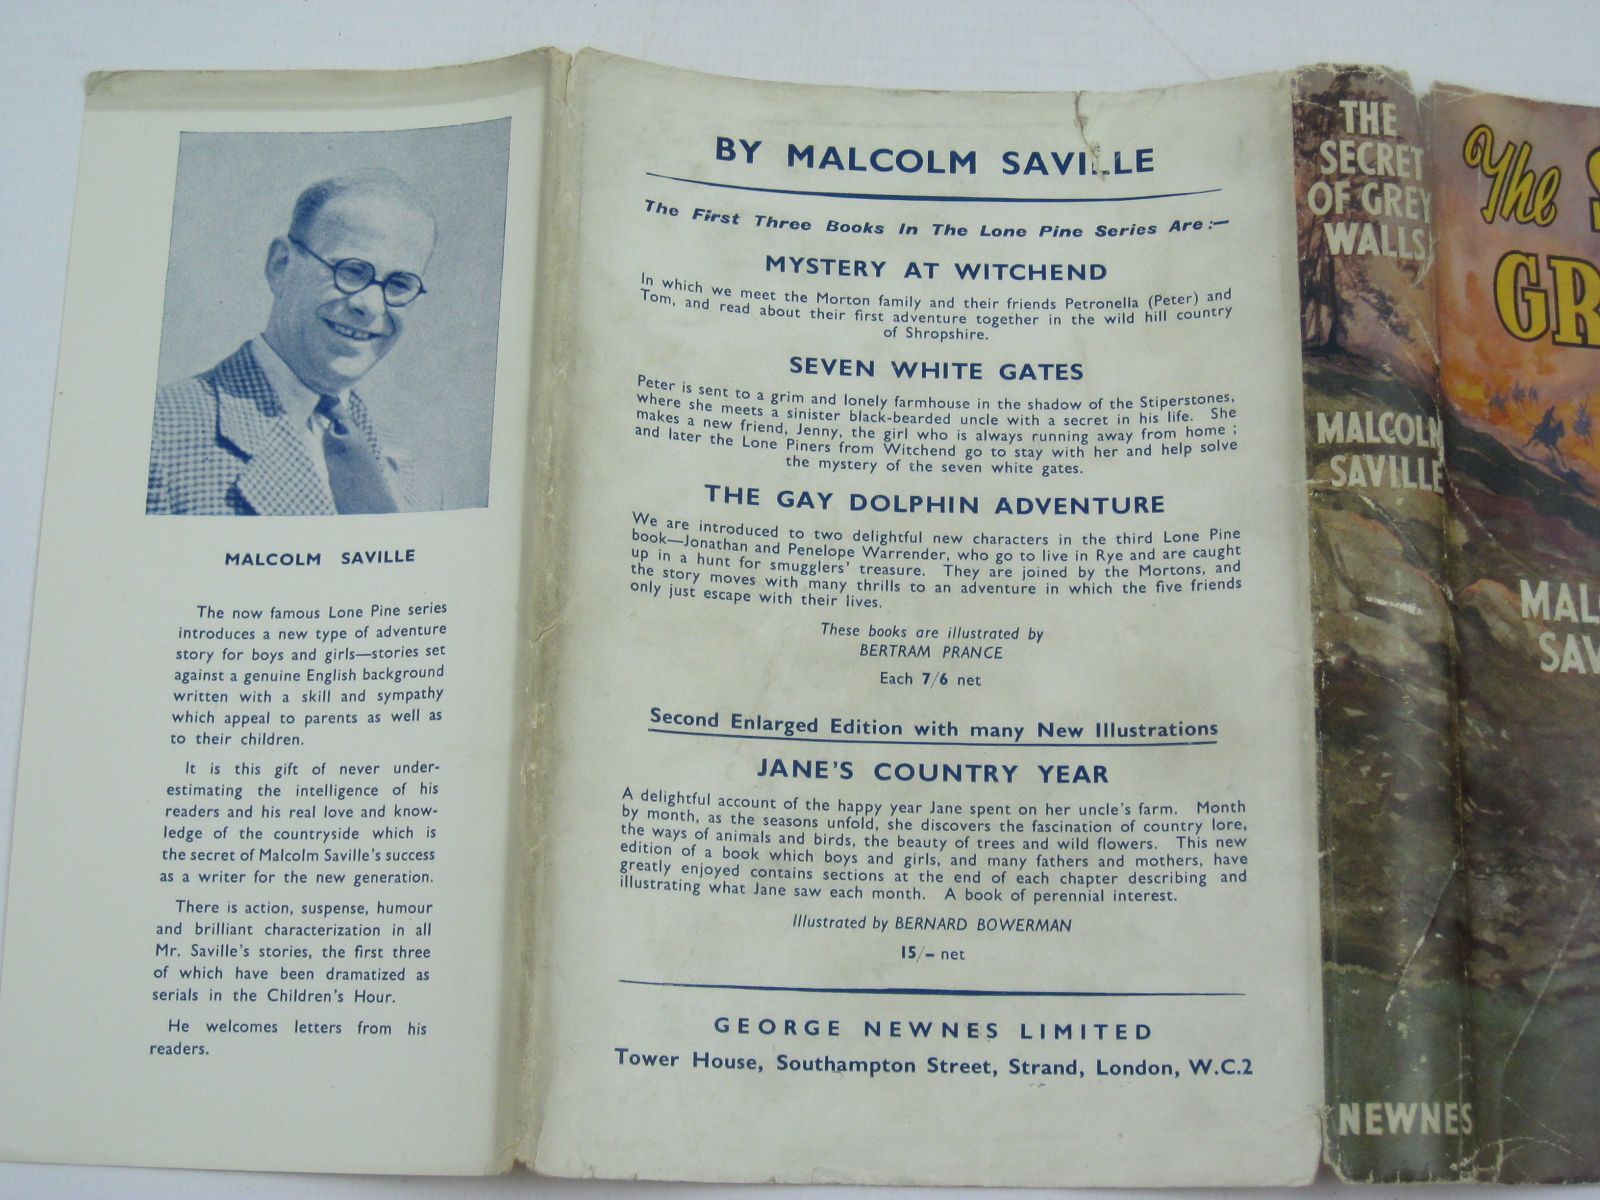 MALCOLM SAVILLE
The now famous Lone Pine series
introduces a new type of adventure
story for boys and girls—stories set
against a genuine English background
written with a skill and sympathy
which appeal to parents as well as
to their children.
It is this gift of never under-
estimating the intelligence of his
readers and his real love and know-
ledge of the countryside which is
the secret of Malcolm Saville's success
as a writer for the new generation.
There is action, suspense, humour
and brilliant characterization in all
Mr. Saville's stories, the first three
of which have been dramatized as
serials in the Children's Hour.
He welcomes letters from his
readers.
BY MALCOLM SAVILLE
The First Three Books In The Lone Pine Series Are:—
MYSTERY AT WITCHEND
In which we meet the Morton family and their friends Petronella (Peter) and
Tom, and read about their first adventure together in the wild hill country
of Shropshire.
SEVEN WHITE GATES
Peter is sent to a grim and lonely farmhouse in the shadow of the Stiperstones,
where she meets a sinister black-bearded uncle with a secret in his life. She
makes a new friend, Jenny, the girl who is always running away from home ;
and later the Lone Piners from Witchend go to stay with her and help solve
the mystery of the seven white gates.
THE GAY DOLPHIN ADVENTURE
We are introduced to two delightful new characters in the third Lone Pine
book—Jonathan and Penelope Warrender, who go to live in Rye and are caught
up in a hunt for smugglers' treasure. They are joined by the Mortons, and
the story moves with many thrills to an adventure in which the five friends
only just escape with their lives.
These books are illustrated by
BERTRAM PRANCE
Each 7/6 net
Second Enlarged Edition with many New Illustrations
JANE'S COUNTRY YEAR
A delightful account of the happy year Jane spent on her uncle's farm. Month
by month, as the seasons unfold, she discovers the fascination of country lore,
the ways of animals and birds, the beauty of trees and wild flowers. This new
edition of a book which boys and girls, and many fathers and mothers, have
greatly enjoyed contains sections at the end of each chapter describing and
illustrating what Jane saw each month. A book of perennial interest.
Illustrated by BERNARD BOWERMAN
15/- net
GEORGE NEWNES LIMITED
Tower House, Southampton Street, Strand, London, W.C.2
THE
SECRET
OF GREY
WALLS
MALCOLM
SAVILLE
NEWNES
The S
GR
MALC
SAV